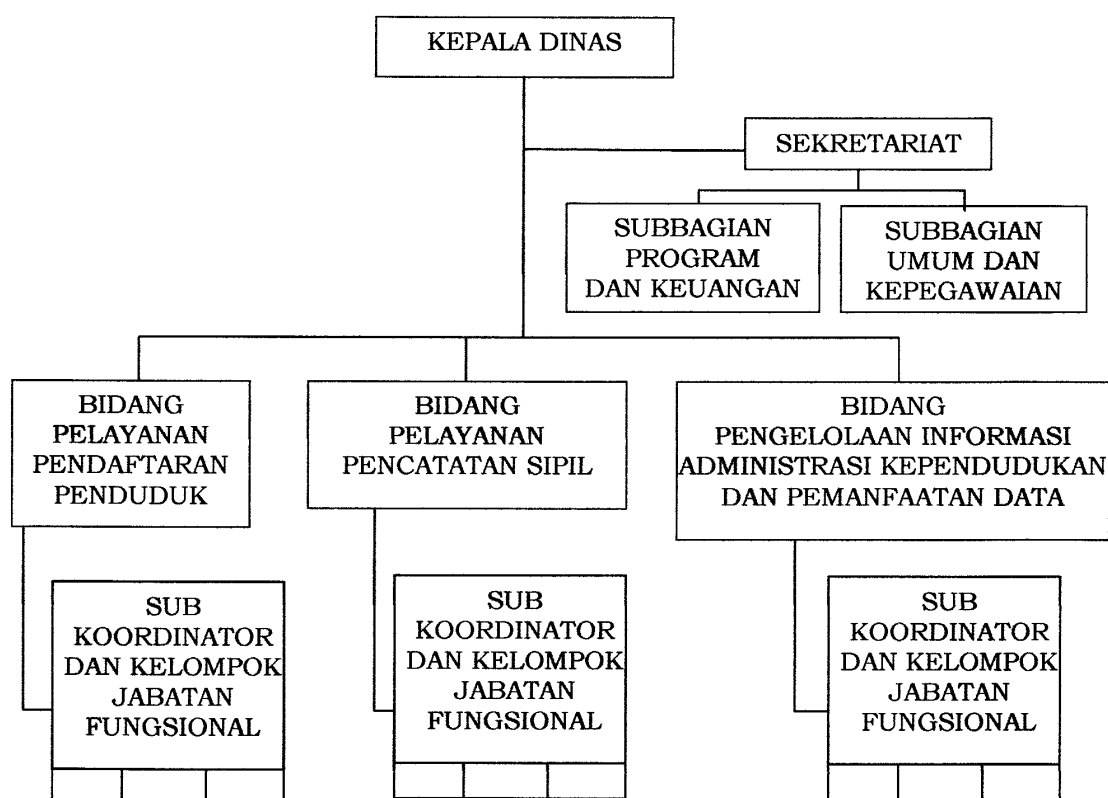 KEPALA DINAS
SEKRETARIAT
SUBBAGIAN
PROGRAM
DAN KEUANGAN
SUBBAGIAN
UMUM DAN
KEPEGAWAIAN
BIDANG
PELAYANAN
PENDAFTARAN
PENDUDUK
BIDANG
PELAYANAN
PENCATATAN SIPIL
BIDANG
PENGELOLAAN INFORMASI
ADMINISTRASI KEPENDUDUKAN
DAN PEMANFAATAN DATA
SUB
KOORDINATOR
DAN KELOMPOK
JABATAN
FUNGSIONAL
SUB
KOORDINATOR
DAN KELOMPOK
JABATAN
FUNGSIONAL
SUB
KOORDINATOR
DAN KELOMPOK
JABATAN
FUNGSIONAL